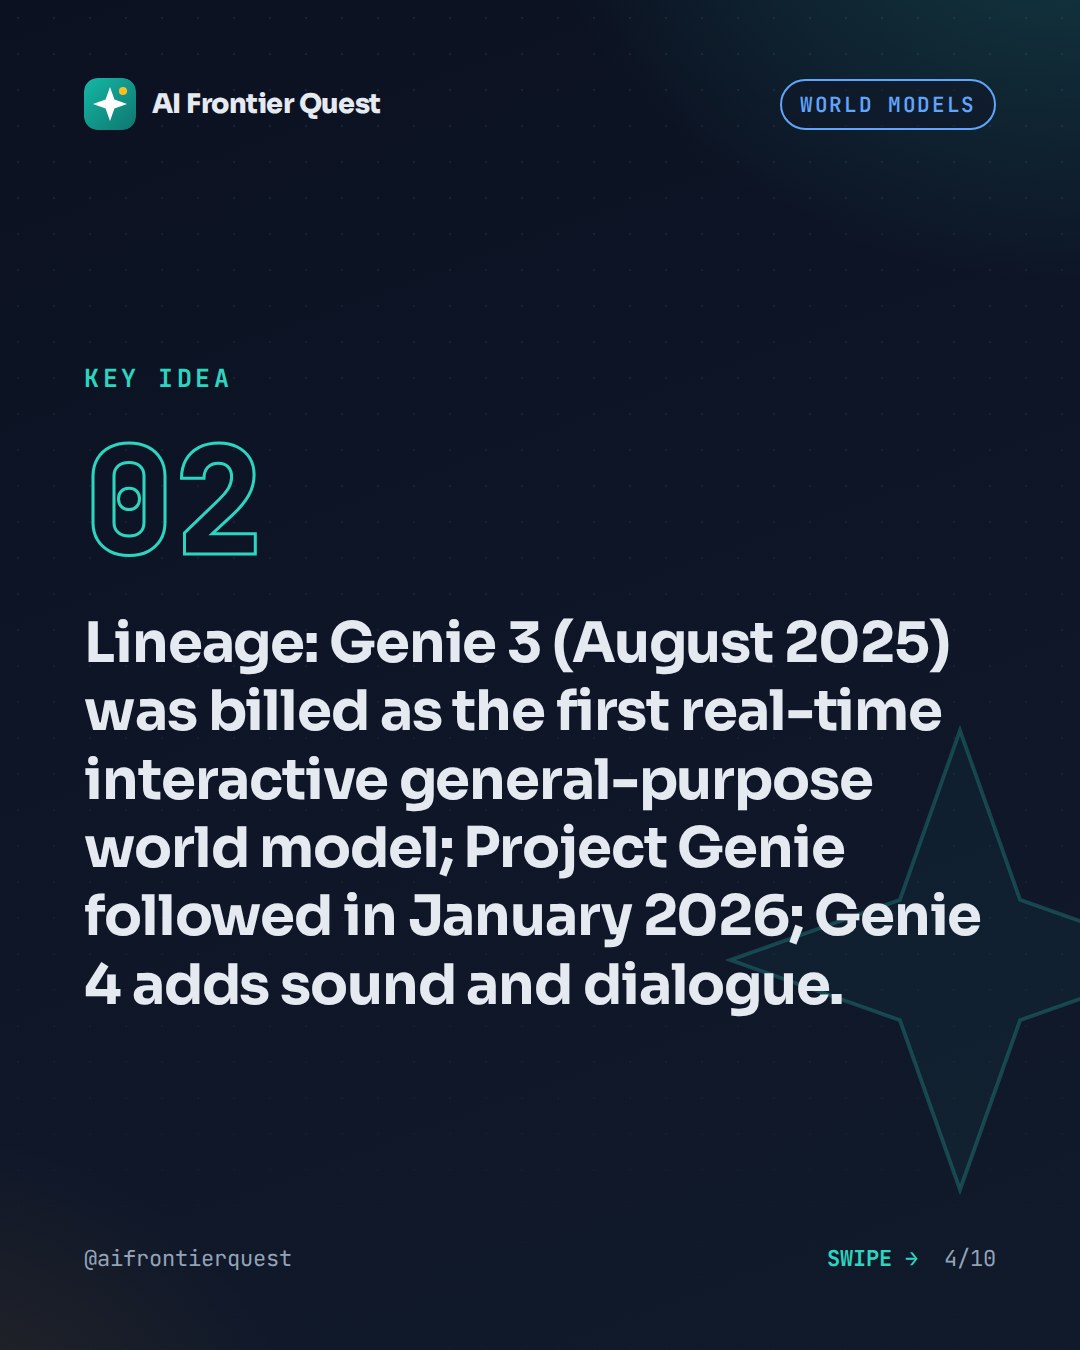 AI Frontier Quest
WORLD MODELS
KEY IDEA
02
Lineage: Genie 3 (August 2025)
was billed as the first real-time
interactive general-purpose
world model; Project Genie
followed in January 2026; Genie
4 adds sound and dialogue.
@aifrontierquest
SWIPE → 4/10